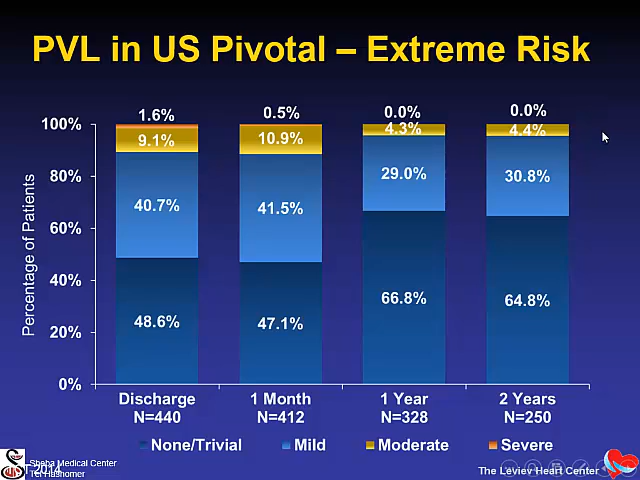 PVL in US Pivotal – Extreme Risk
Percentage of Patients
100%
80%
60%
40%
20%
0%
1.6%
0.5%
0.0%
0.0%
9.1%
10.9%
4.3%
4.4%
40.7%
41.5%
29.0%
30.8%
48.6%
47.1%
66.8%
64.8%
Discharge
N=440
1 Month
N=412
1 Year
N=328
2 Years
N=250
None/Trivial
Mild
Moderate
Severe
Sheba Medical Center
Tel Hashomer
2014
The Leviev Heart Center